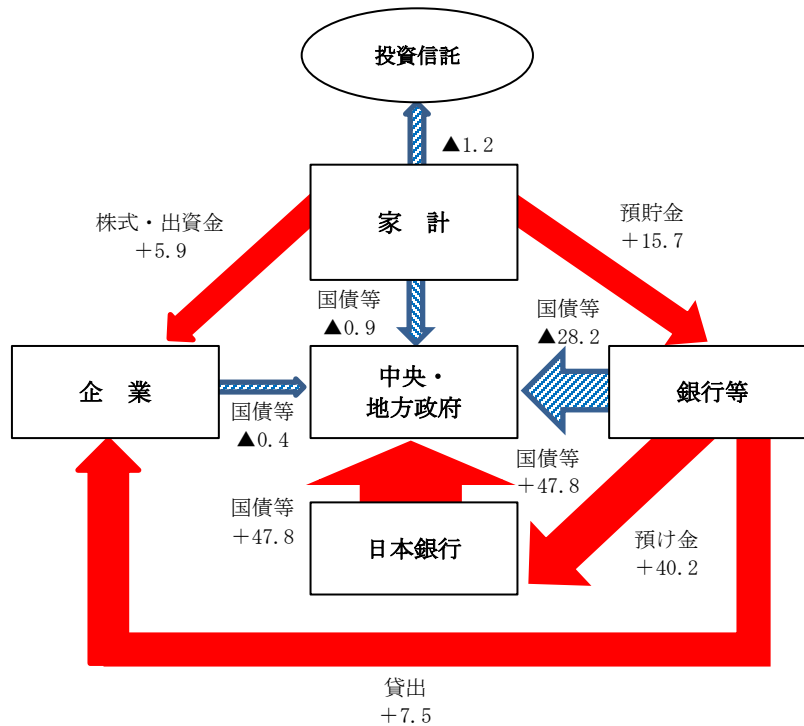 投資信託
▲1.2
家　計
株式・出資金
＋5.9
預貯金
＋15.7
国債等
▲0.9
国債等
▲28.2
企　業
中央・
地方政府
銀行等
国債等
▲0.4
国債等
＋47.8
国債等
＋47.8
日本銀行
預け金
＋40.2
貸出
＋7.5